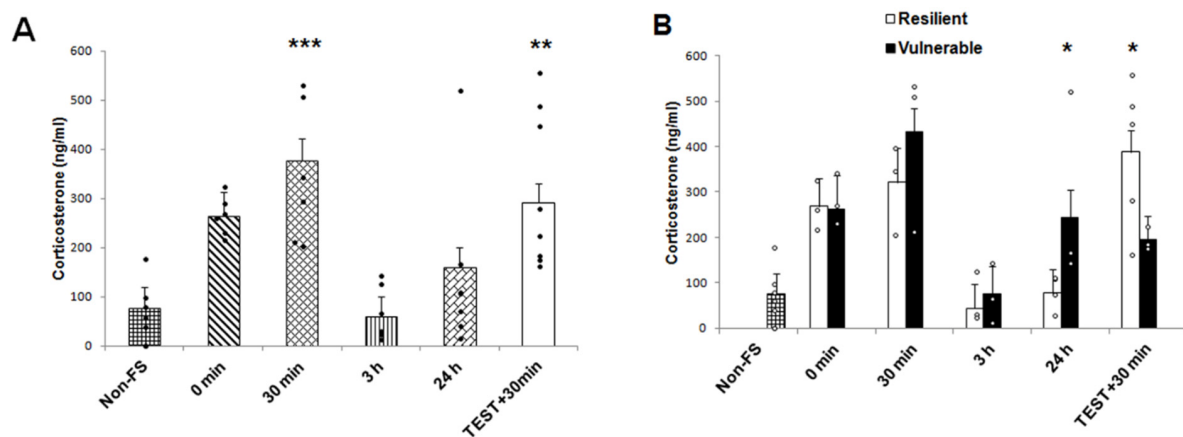 A
***
**
600
500
400
300
200
100
0
Corticosterone (ng/ml)
Non-FS
0 min
30 min
3 h
24 h
TEST+30min
B
Resilient
Vulnerable
*
*
600
500
400
300
200
100
0
Corticosterone (ng/ml)
Non-FS
0 min
30 min
3 h
24 h
TEST+30 min